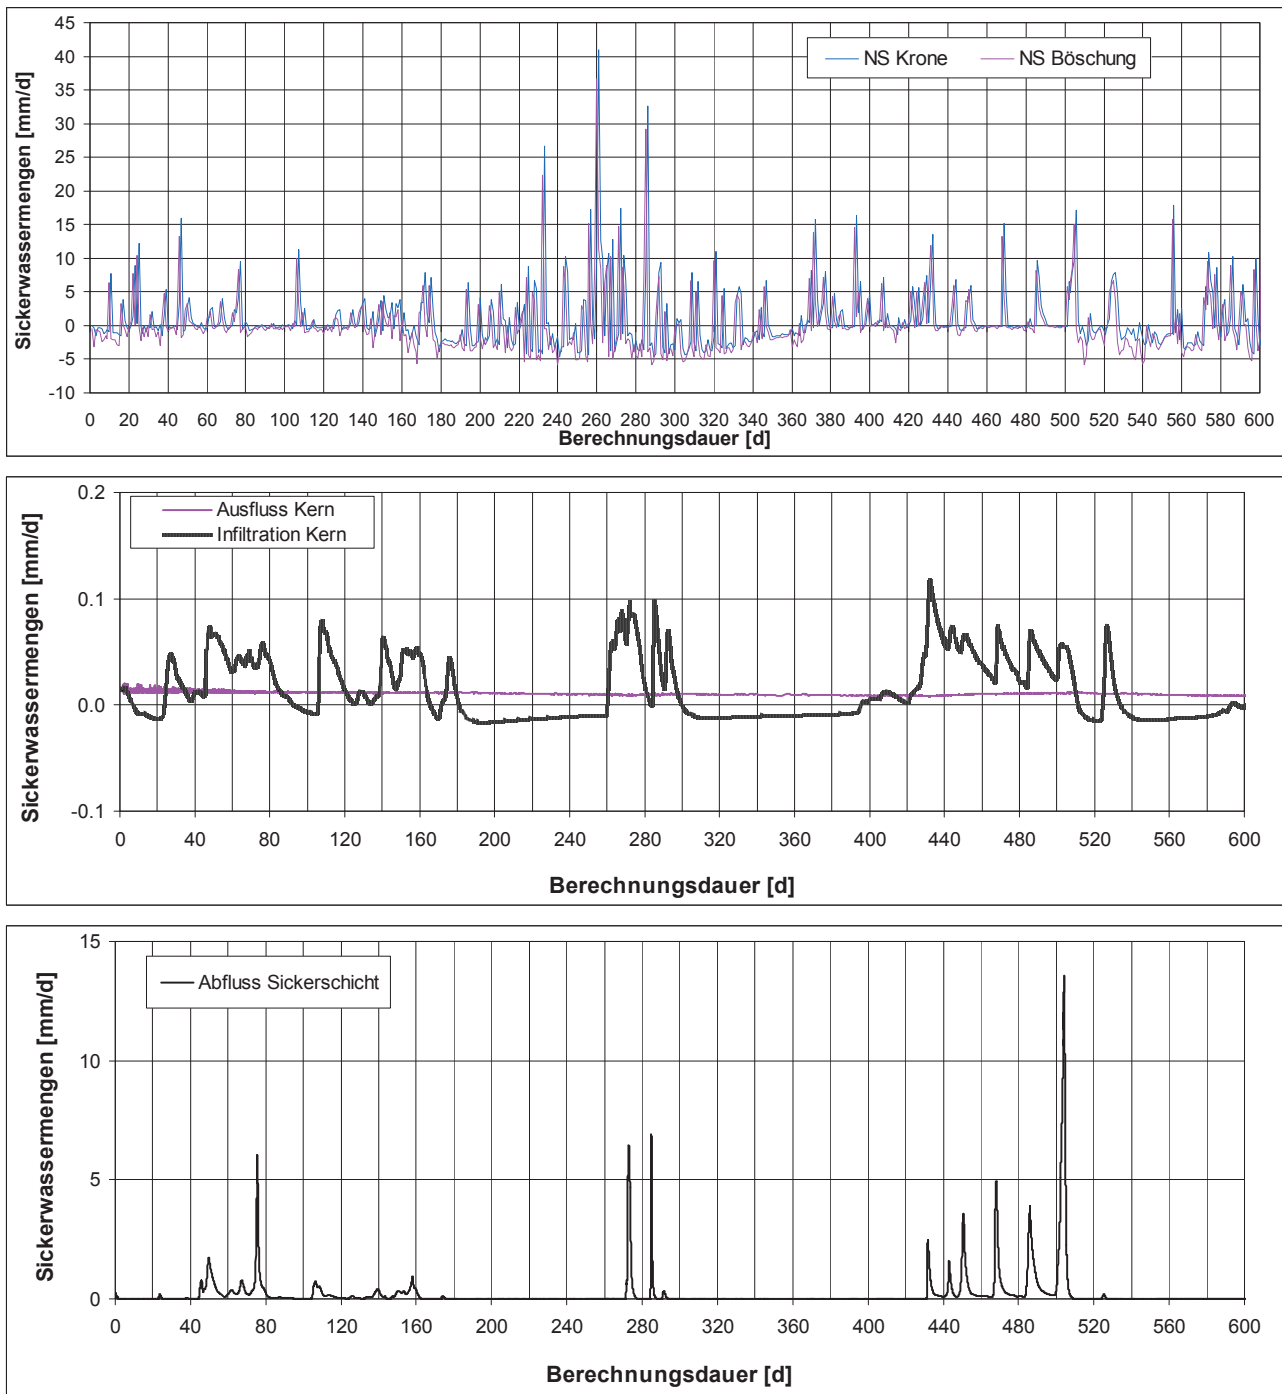 Sickerwassermengen [mm/d]
45
40
35
30
25
20
15
10
5
0
-5
-10
NS Krone
NS Böschung
0 20 40 60 80 100 120 140 160 180 200 220 240 260 280 300 320 340 360 380 400 420 440 460 480 500 520 540 560 580 600
Berechnungsdauer [d]
Sickerwassermengen [mm/d]
0.2
0.1
0.0
-0.1
Ausfluss Kern
Infiltration Kern
0 40 80 120 160 200 240 280 320 360 400 440 480 520 560 600
Berechnungsdauer [d]
Sickerwassermengen [mm/d]
15
10
5
0
Abfluss Sickerschicht
0 40 80 120 160 200 240 280 320 360 400 440 480 520 560 600
Berechnungsdauer [d]